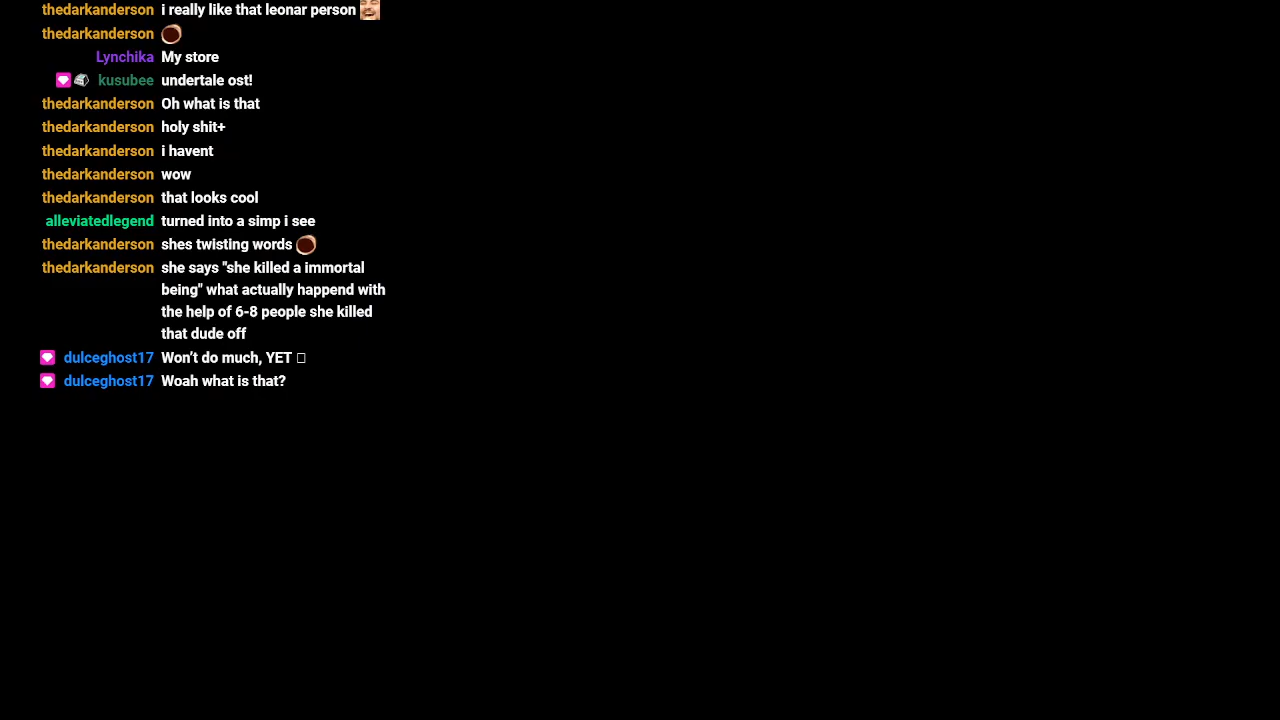 thedarkanderson i really like that leonar person
thedarkanderson
Lynchika My store
kusubee undertale ost!
thedarkanderson Oh what is that
thedarkanderson holy shit+
thedarkanderson i havent
thedarkanderson wow
thedarkanderson that looks cool
alleviatedlegend turned into a simp i see
thedarkanderson shes twisting words
thedarkanderson she says "she killed a immortal
being" what actually happend with
the help of 6-8 people she killed
that dude off
dulceghost17 Won't do much, YET
dulceghost17 Woah what is that?